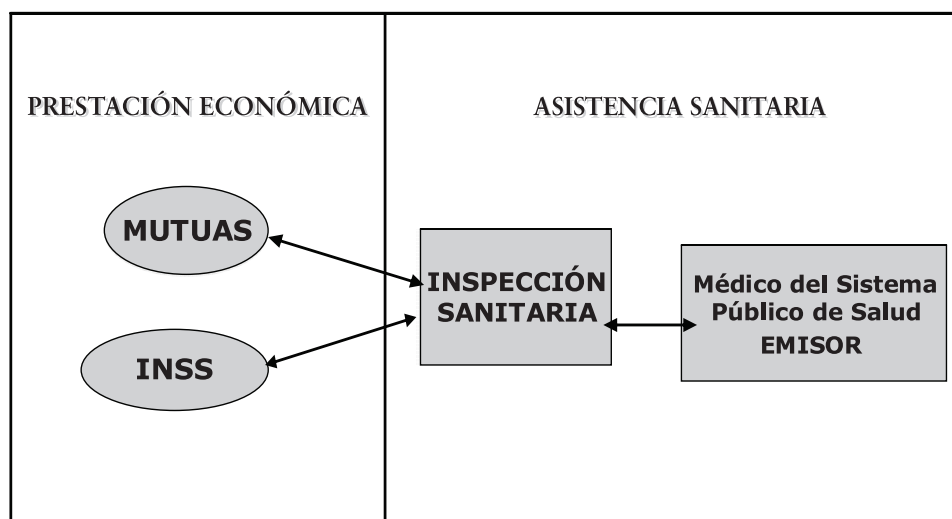 PRESTACIÓN ECONÓMICA
ASISTENCIA SANITARIA
MUTUAS
INSS
INSPECCIÓN
SANITARIA
Médico del Sistema
Público de Salud
EMISOR